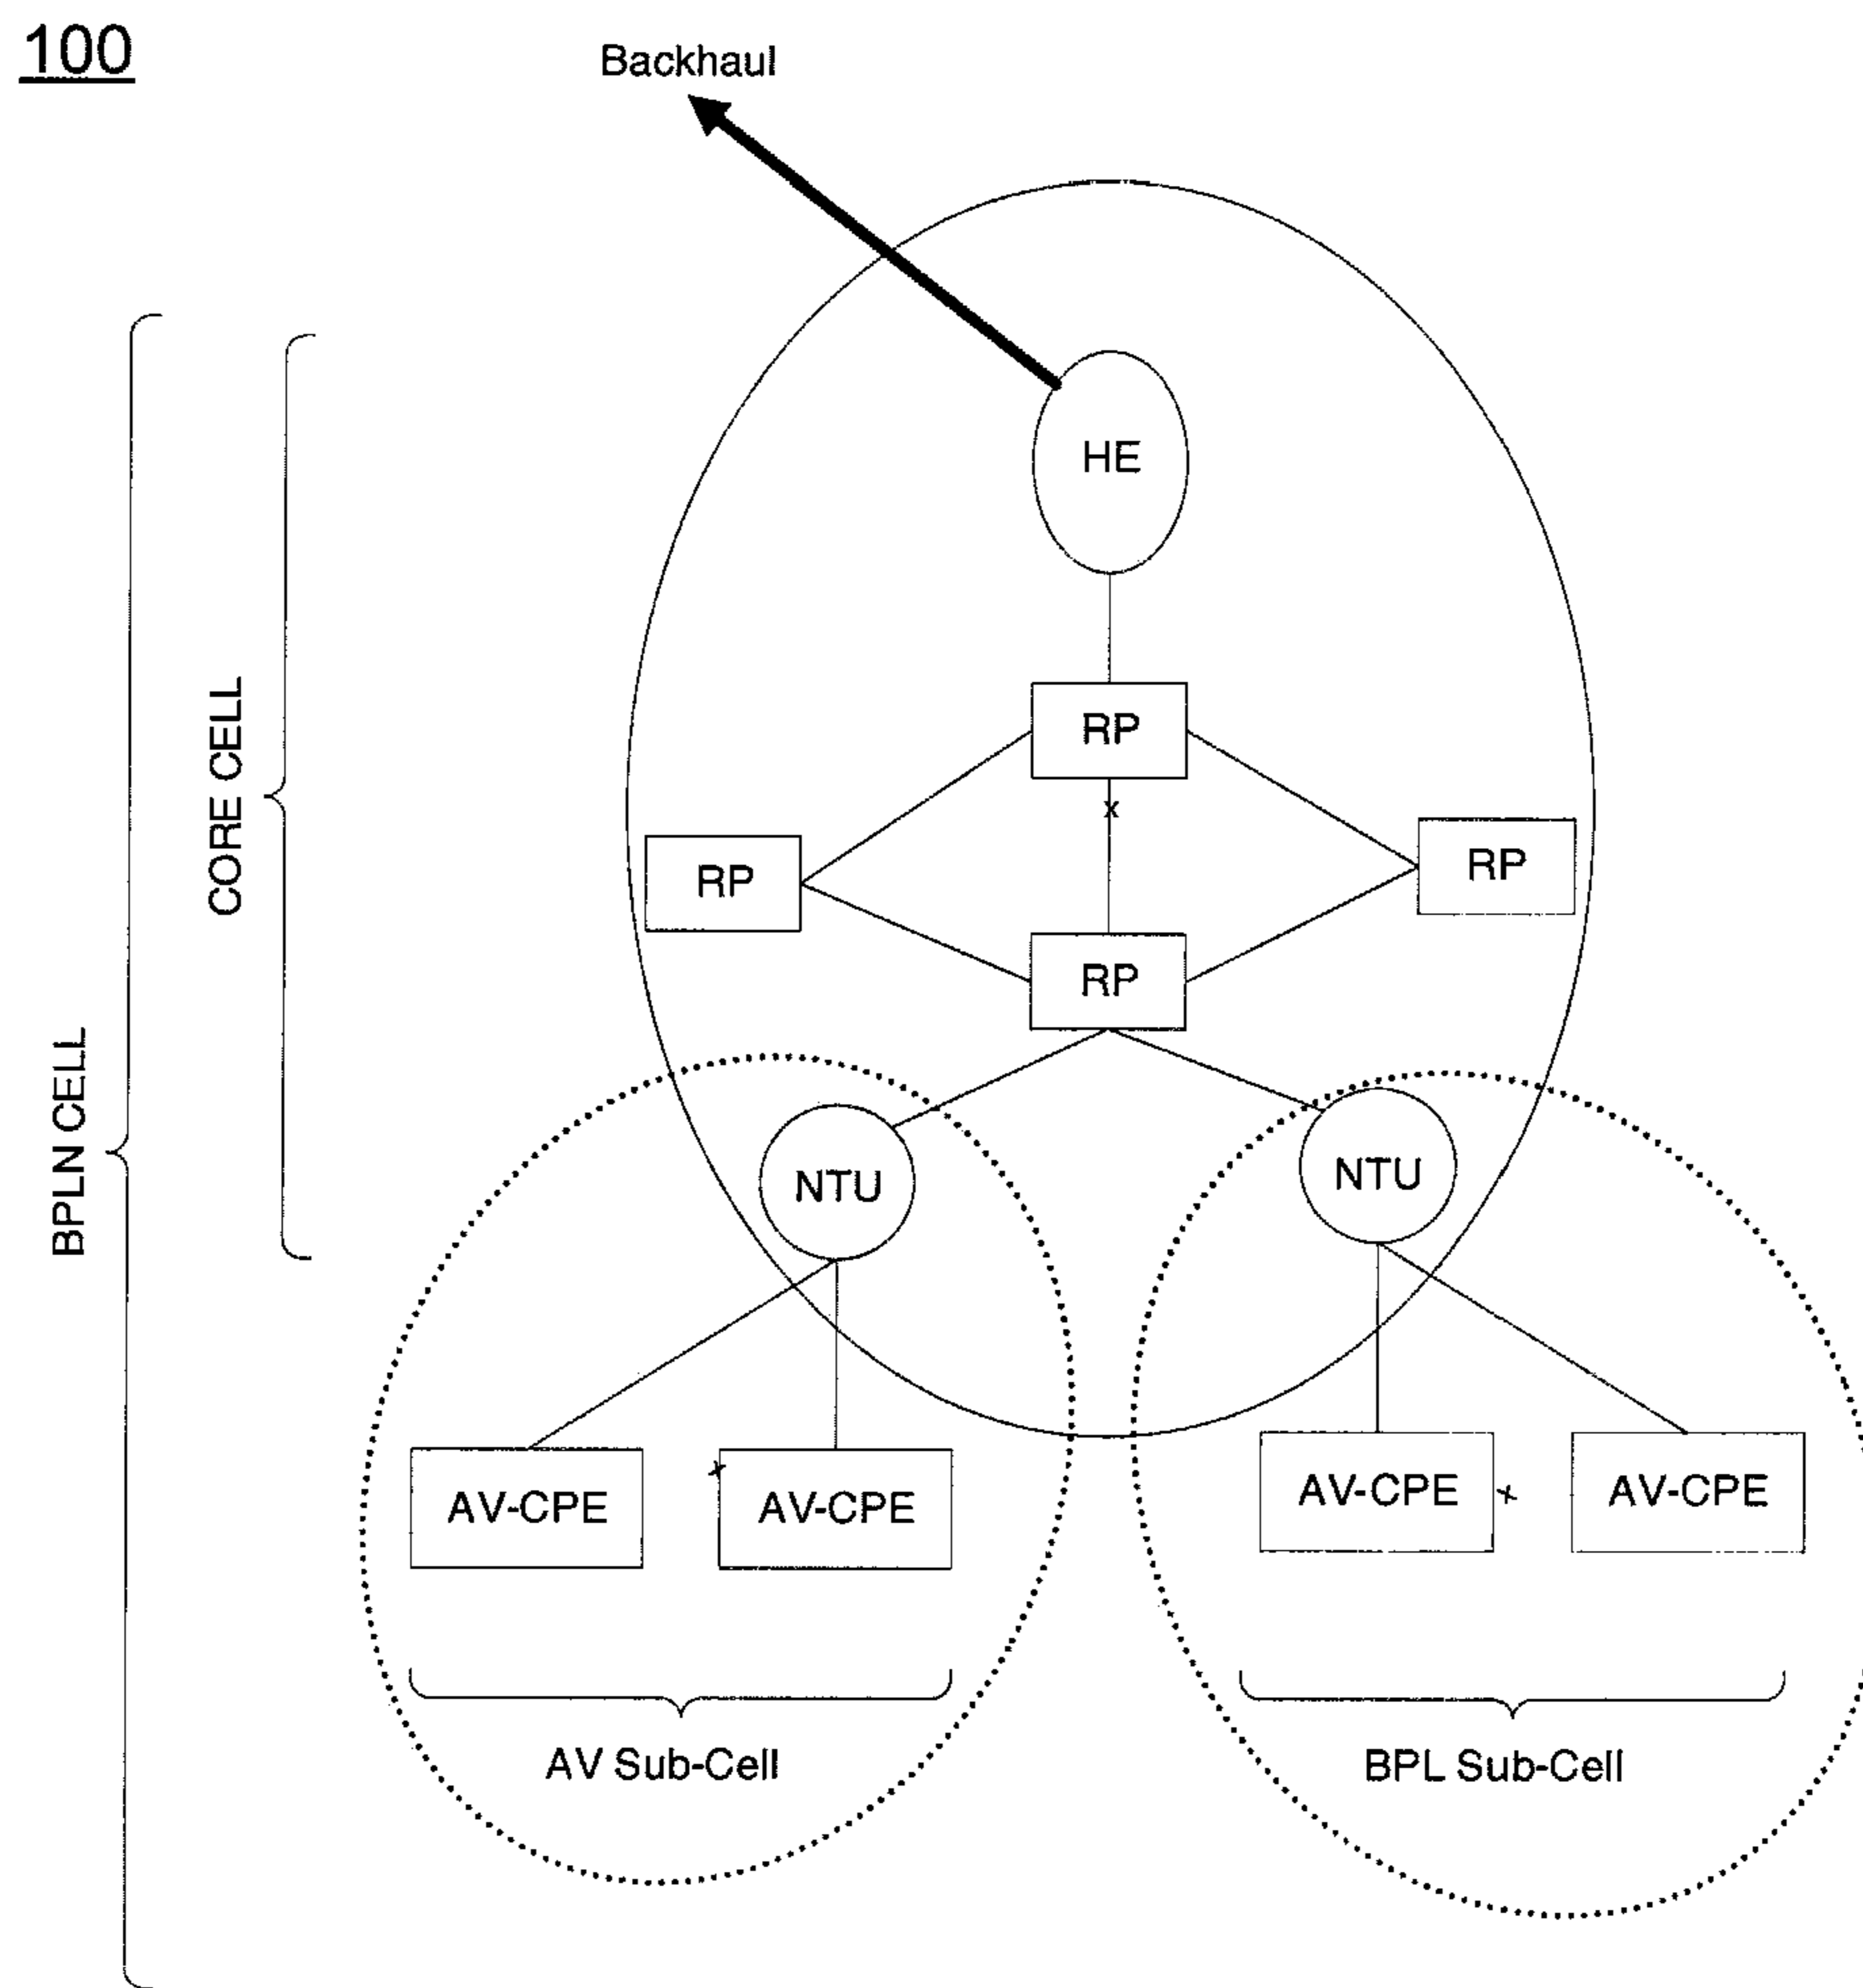 100
Backhaul
HE
RP
x
RP
RP
RP
CORE CELL
BPLN CELL
NTU
NTU
x
AV-CPE
AV-CPE
AV-CPE
x
AV-CPE
AV Sub-Cell
BPL Sub-Cell